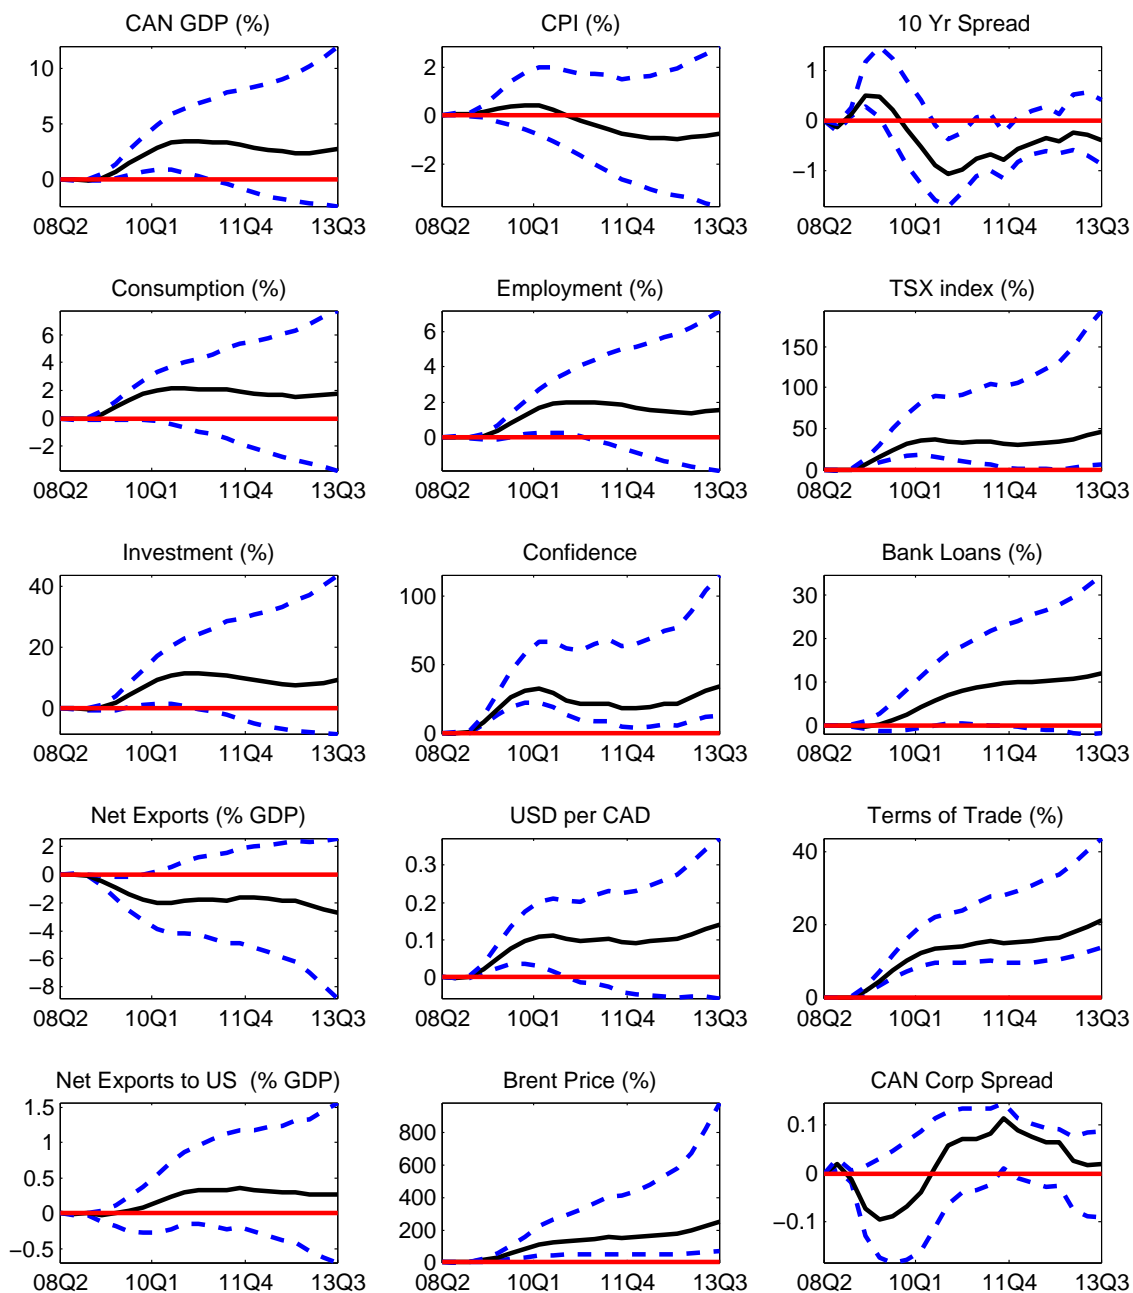 CAN GDP (%)
10
5
0
08Q2 10Q1 11Q4 13Q3
CPI (%)
2
0
−2
08Q2 10Q1 11Q4 13Q3
10 Yr Spread
1
0
−1
08Q2 10Q1 11Q4 13Q3
Consumption (%)
6
4
2
0
−2
08Q2 10Q1 11Q4 13Q3
Employment (%)
6
4
2
0
08Q2 10Q1 11Q4 13Q3
TSX index (%)
150
100
50
0
08Q2 10Q1 11Q4 13Q3
Investment (%)
40
20
0
08Q2 10Q1 11Q4 13Q3
Confidence
100
50
0
08Q2 10Q1 11Q4 13Q3
Bank Loans (%)
30
20
10
0
08Q2 10Q1 11Q4 13Q3
Net Exports (% GDP)
2
0
−2
−4
−6
−8
08Q2 10Q1 11Q4 13Q3
USD per CAD
0.3
0.2
0.1
0
08Q2 10Q1 11Q4 13Q3
Terms of Trade (%)
40
20
0
08Q2 10Q1 11Q4 13Q3
Net Exports to US (% GDP)
1.5
1
0.5
0
−0.5
08Q2 10Q1 11Q4 13Q3
Brent Price (%)
800
600
400
200
0
08Q2 10Q1 11Q4 13Q3
CAN Corp Spread
0.1
0
−0.1
08Q2 10Q1 11Q4 13Q3